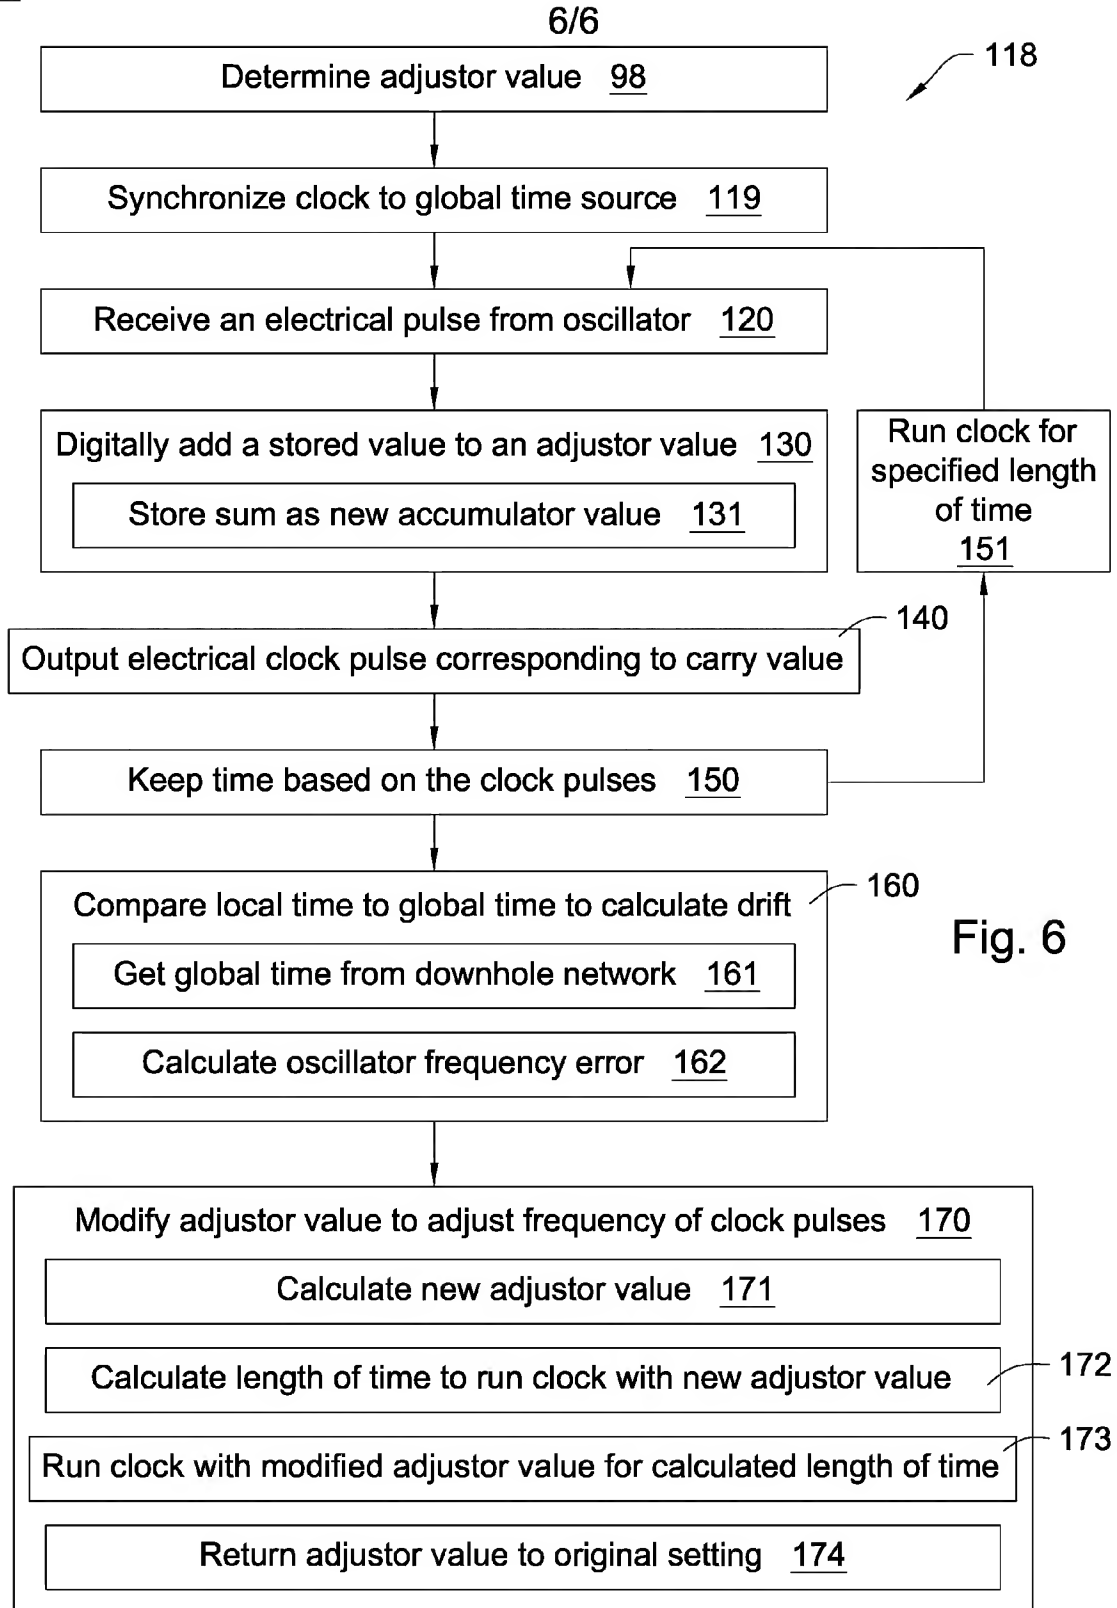 6/6
118
Determine adjustor value 98
Synchronize clock to global time source 119
Receive an electrical pulse from oscillator 120
Digitally add a stored value to an adjustor value 130
Store sum as new accumulator value 131
Run clock for
specified length
of time
151
140
Output electrical clock pulse corresponding to carry value
Keep time based on the clock pulses 150
160
Compare local time to global time to calculate drift
Get global time from downhole network 161
Calculate oscillator frequency error 162
Fig. 6
Modify adjustor value to adjust frequency of clock pulses 170
Calculate new adjustor value 171
Calculate length of time to run clock with new adjustor value
172
173
Run clock with modified adjustor value for calculated length of time
Return adjustor value to original setting 174